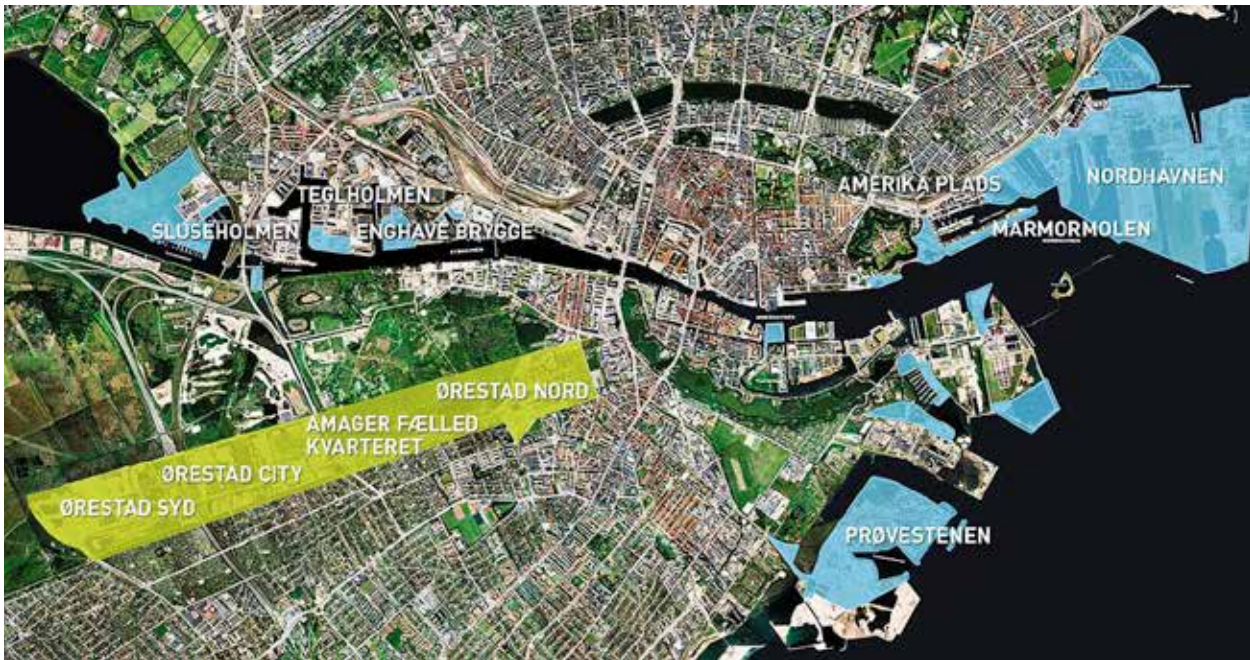 AMERIKA PLADS
NORDHAVNEN
TEGLHOLMEN
SLUSEHOLMEN
ENGHAVE BRYGGE
MARMORMOLEN
ØRESTAD NORD
AMAGER FÆLLED
KVARTERET
ØRESTAD CITY
ØRESTAD SYD
PRØVESTENEN